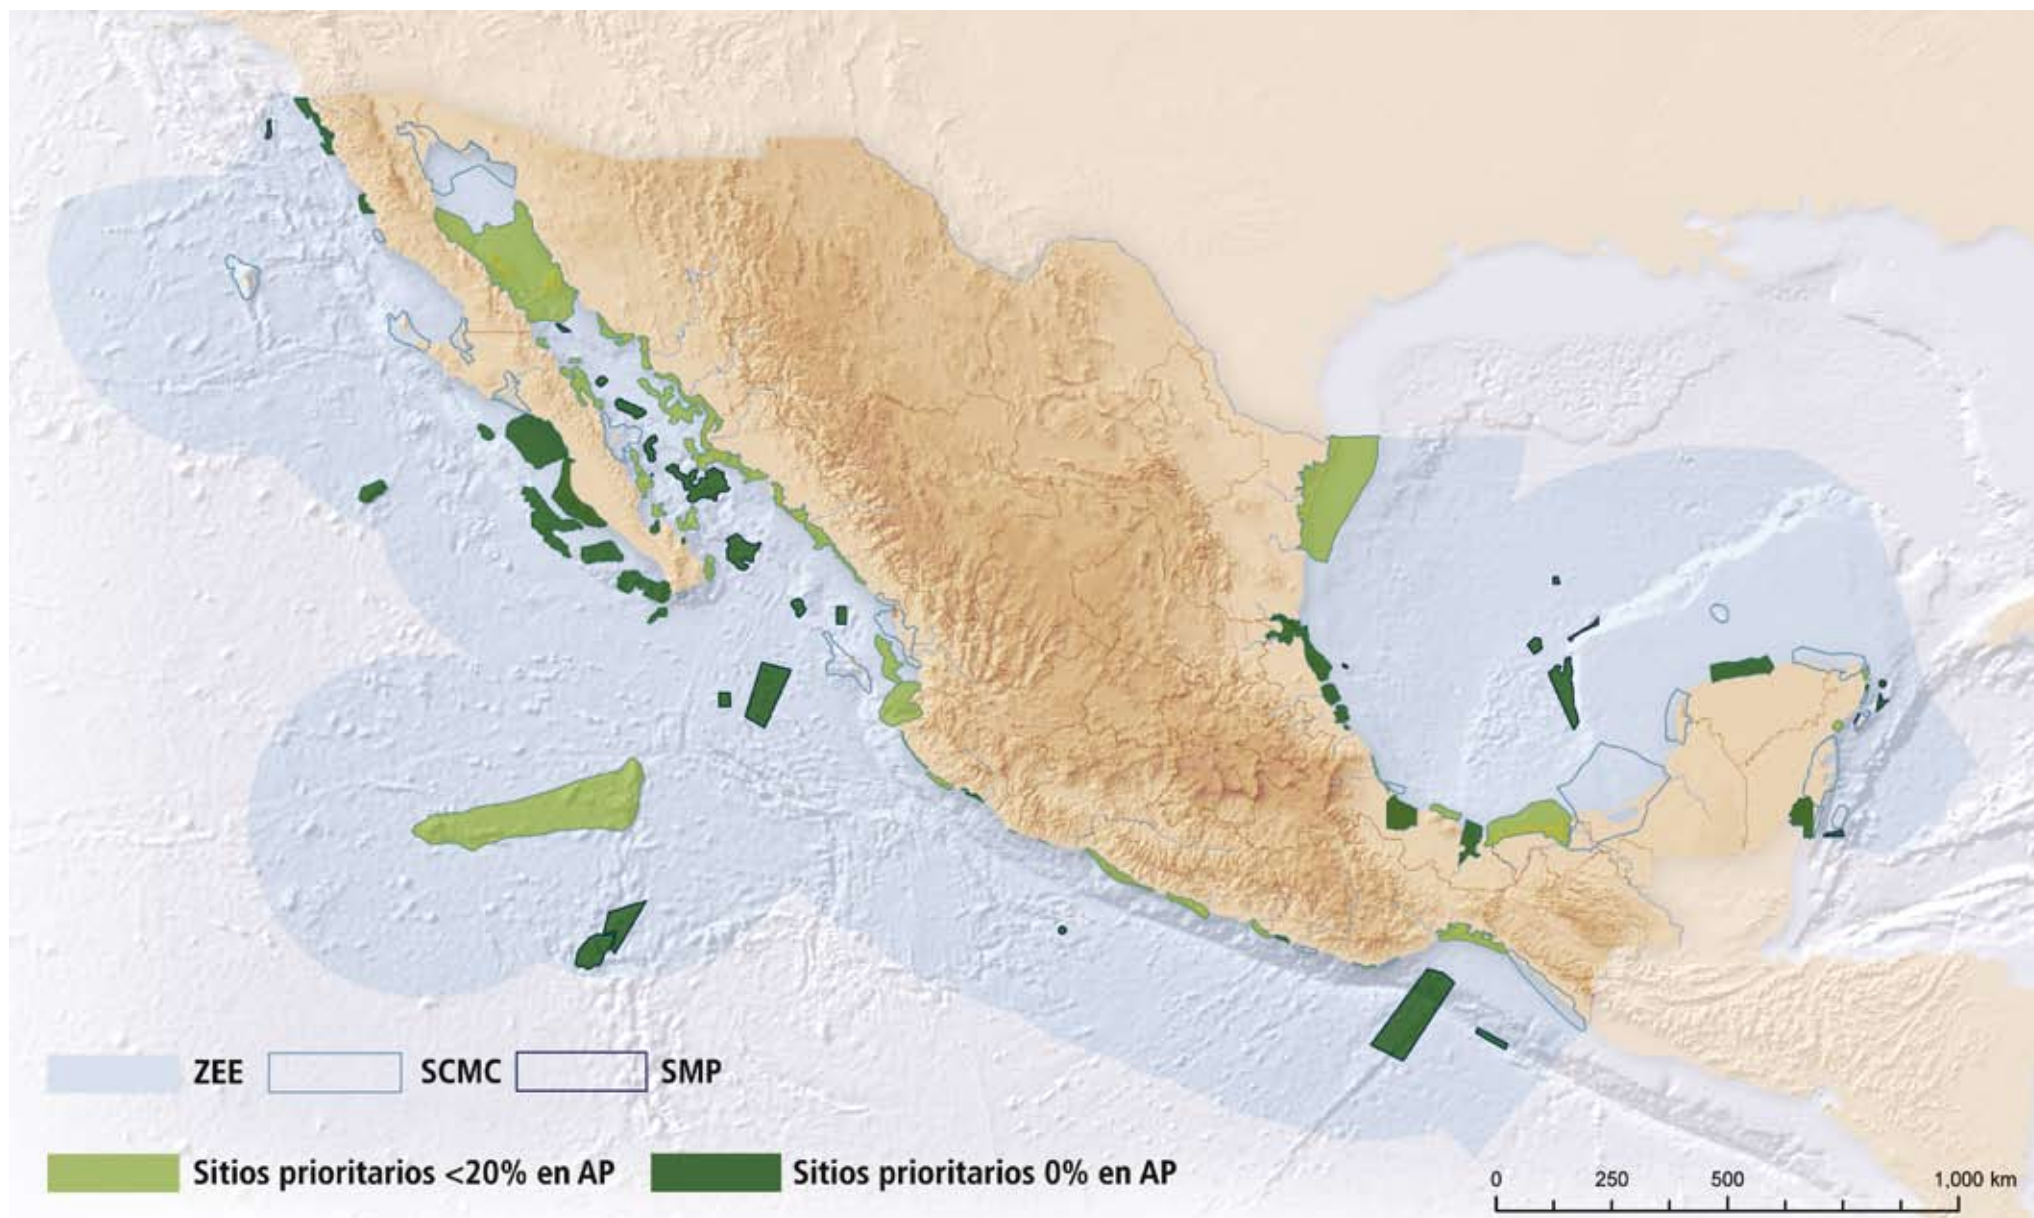 ZEE SCMC SMP
Sitios prioritarios <20% en AP Sitios prioritarios 0% en AP
0 250 500 1,000 km